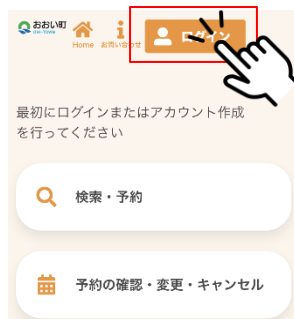 おおい町
OHI-TOWN
Home
お問い合わせ
ログイン
最初にログインまたはアカウント作成
を行ってください
検索・予約
予約の確認・変更・キャンセル